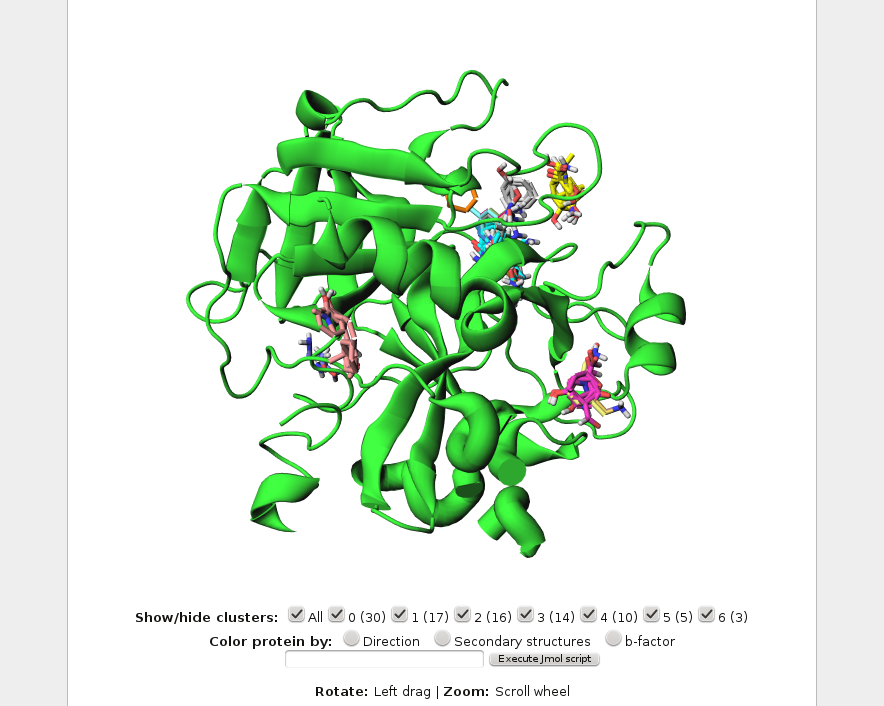 Show/hide clusters: All 0 (30) 1 (17) 2 (16) 3 (14) 4 (10) 5 (5) 6 (3)
Color protein by: Direction Secondary structures b-factor
Execute Jmol script
Rotate: Left drag | Zoom: Scroll wheel